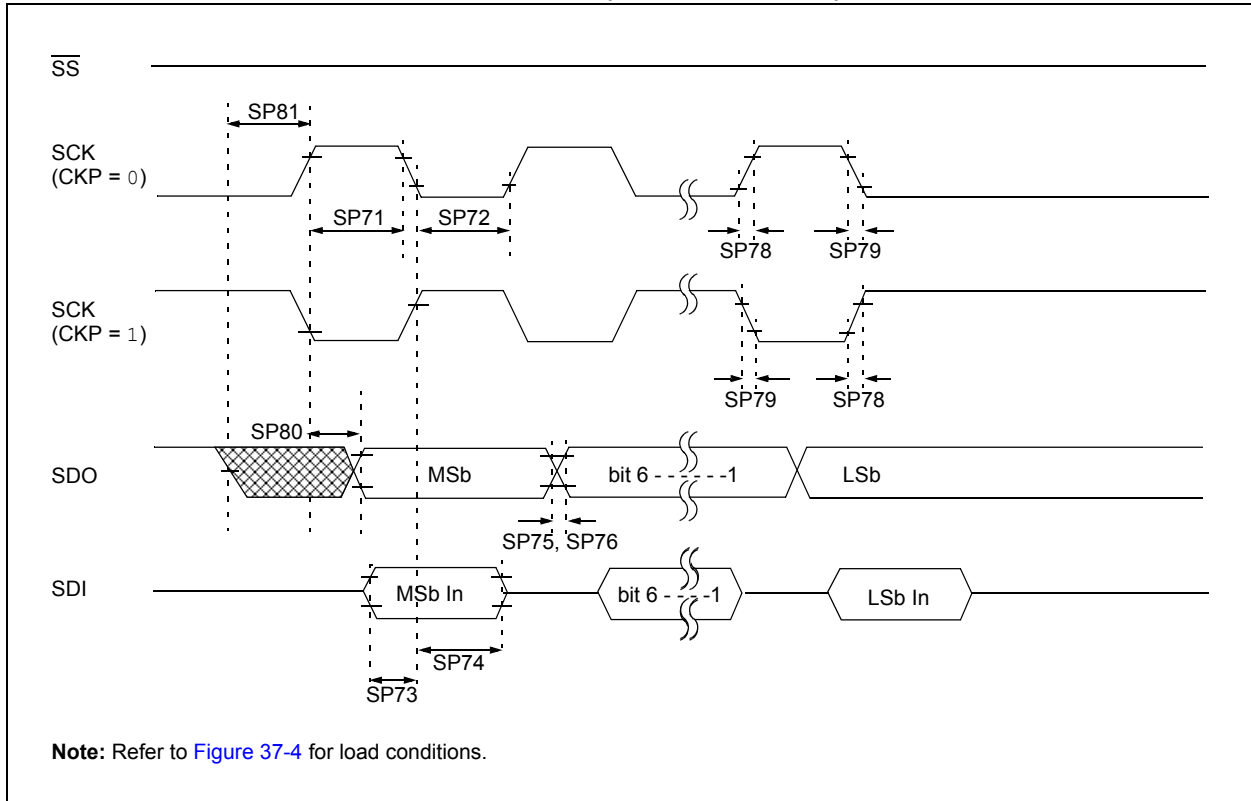 SS
SP81
SCK
(CKP = 0)
SP71
SP72
SP78
SP79
SCK
(CKP = 1)
SP79
SP78
SP80
SDO
MSb
bit 6 - - - - - -1
LSb
SP75, SP76
SDI
MSb In
bit 6 - - - -1
LSb In
SP74
SP73
Note: Refer to Figure 37-4 for load conditions.